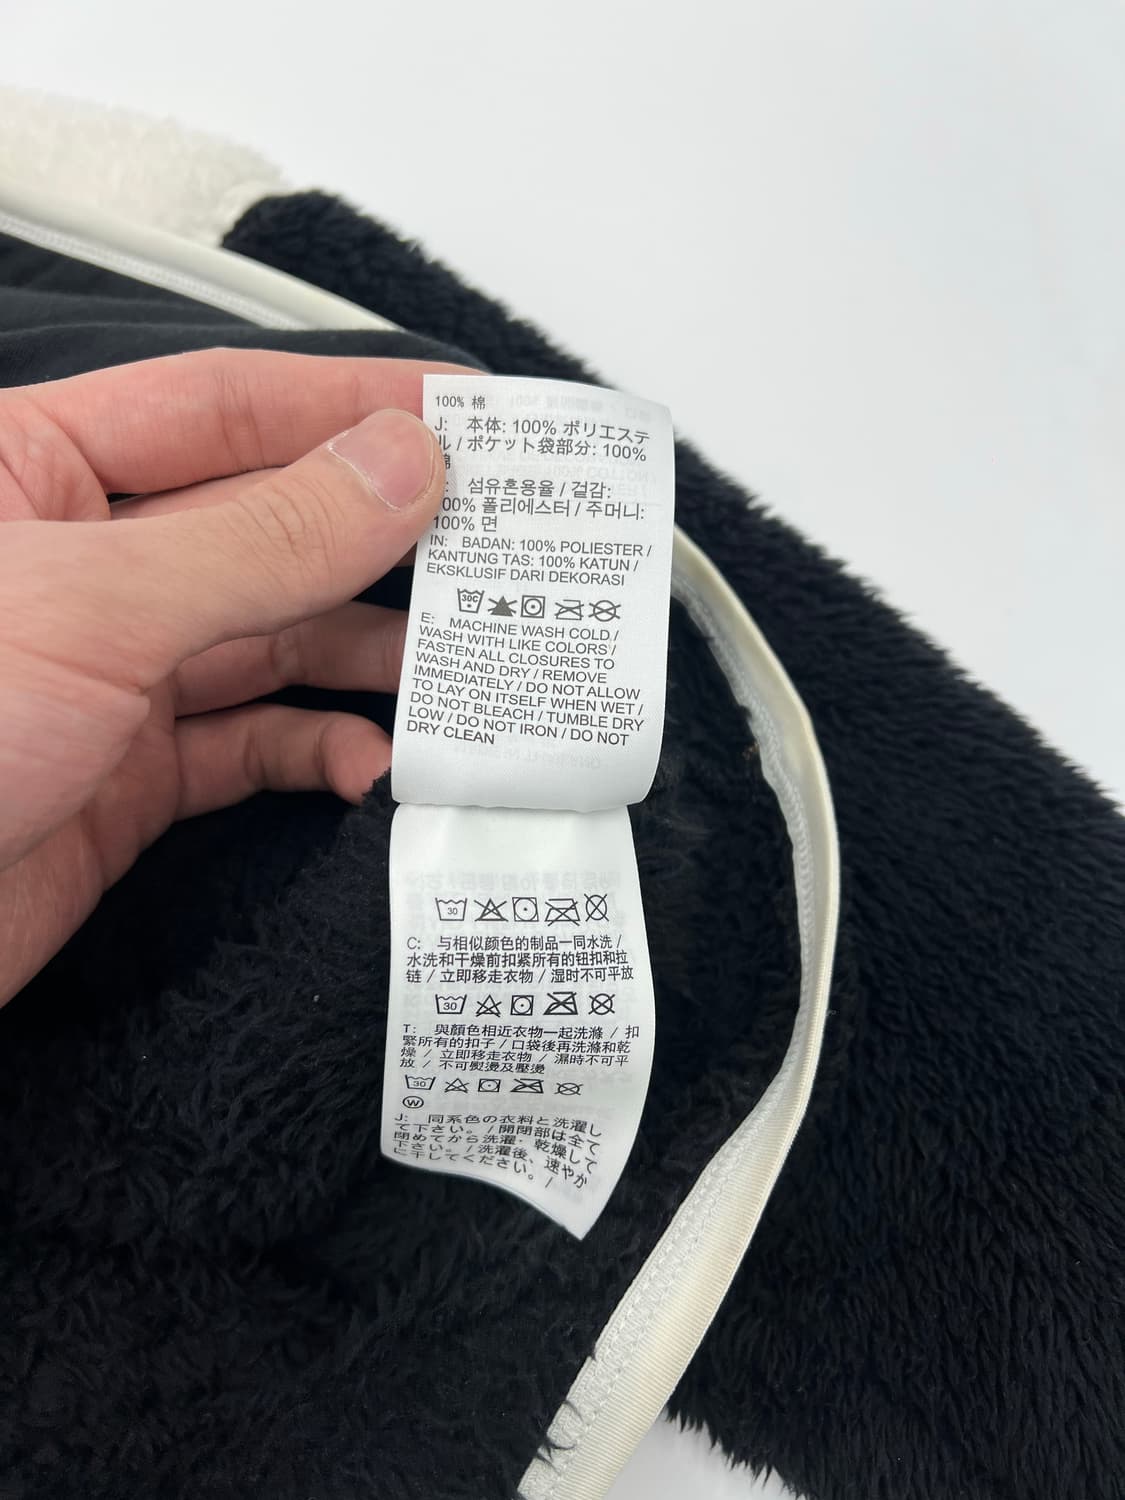 100% 棉
J: 本体: 100% ポリエステ
ル / ポケット袋部分: 100%
綿
섬유혼용율 / 겉감:
100% 폴리에스터 / 주머니:
100% 면
IN: BADAN: 100% POLIESTER /
KANTUNG TAS: 100% KATUN /
EKSKLUSIF DARI DEKORASI
30C
E: MACHINE WASH COLD /
WASH WITH LIKE COLORS /
FASTEN ALL CLOSURES TO
WASH AND DRY / REMOVE
IMMEDIATELY / DO NOT ALLOW
TO LAY ON ITSELF WHEN WET /
DO NOT BLEACH / TUMBLE DRY
LOW / DO NOT IRON / DO NOT
DRY CLEAN
30
C: 与相似颜色的制品一同水洗 /
水洗和干燥前扣紧所有的钮扣和拉
链 / 立即移走衣物 / 湿时不可平放
30
T: 與顏色相近衣物一起洗滌 / 扣
緊所有的扣子 / 口袋後再洗滌和乾
燥 / 立即移走衣物 / 濕時不可平
放 / 不可熨燙及壓燙
30
W
J: 同系色の衣料と洗濯し
て下さい。 / 開閉部は全て
閉めてから洗濯・乾燥して
下さい。 / 洗濯後、速やか
に干してください。 /